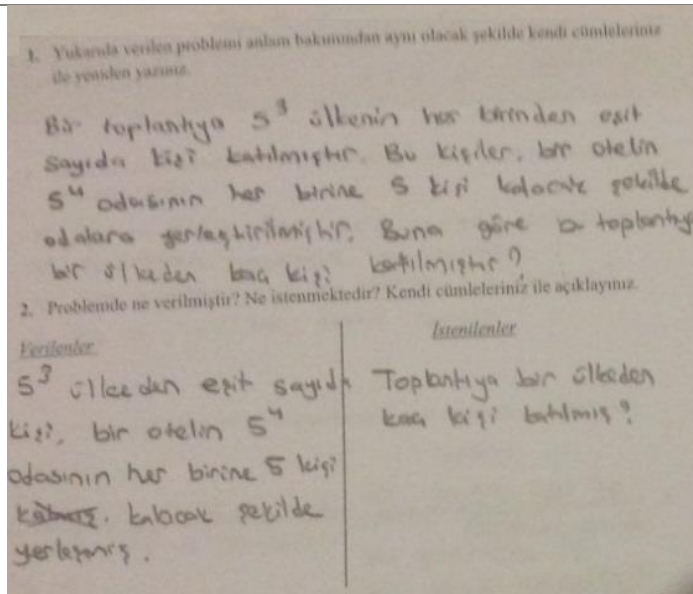 1. Yukarıda verilen problemi anlam bakımından aynı olacak şekilde kendi cümleleriniz
ile yeniden yazınız.
Bir toplantıya 5³ ülkenin her birinden eşit
sayıda kişi katılmıştır. Bu kişiler, bir otelin
5⁴ odasının her birine 5 kişi kalacak şekilde
odalara yerleştirilmiştir. Buna göre bu toplantıya
bir ülkeden kaç kişi katılmıştır?
2. Problemde ne verilmiştir? Ne istenmektedir? Kendi cümleleriniz ile açıklayınız.
Verilenler
5³ ülkeden eşit sayıda
kişi, bir otelin 5⁴
odasının her birine 5 kişi
kalacak şekilde
yerleşmiş.
İstenilenler
Toplantıya bir ülkeden
kaç kişi katılmış?